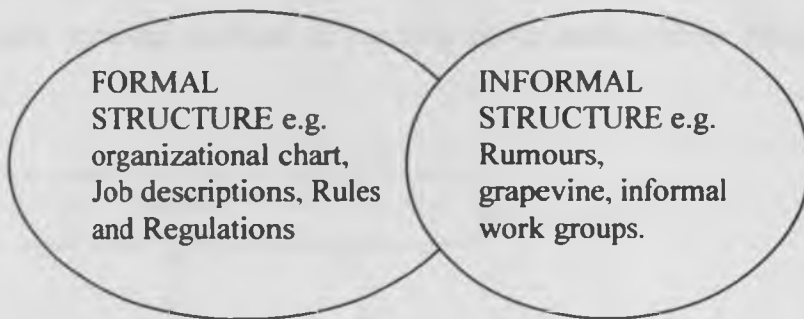 FORMAL
STRUCTURE e.g.
organizational chart,
Job descriptions, Rules
and Regulations
INFORMAL
STRUCTURE e.g.
Rumours,
grapevine, informal
work groups.